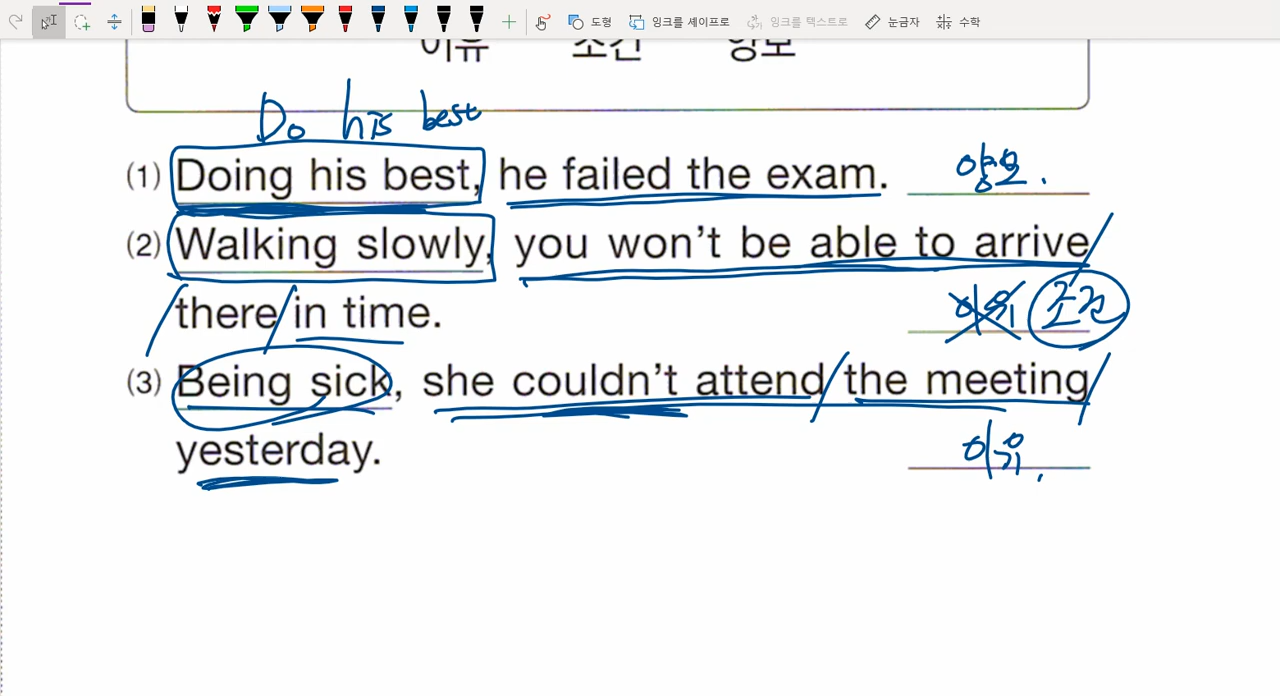 도형 잉크를 셰이프로 잉크를 텍스트로 눈금자 수학
이유 조건 양보
Do his best
(1) Doing his best, he failed the exam. 양보.
(2) Walking slowly, you won't be able to arrive
there in time. 이유 조건
(3) Being sick, she couldn't attend the meeting
yesterday. 이유.